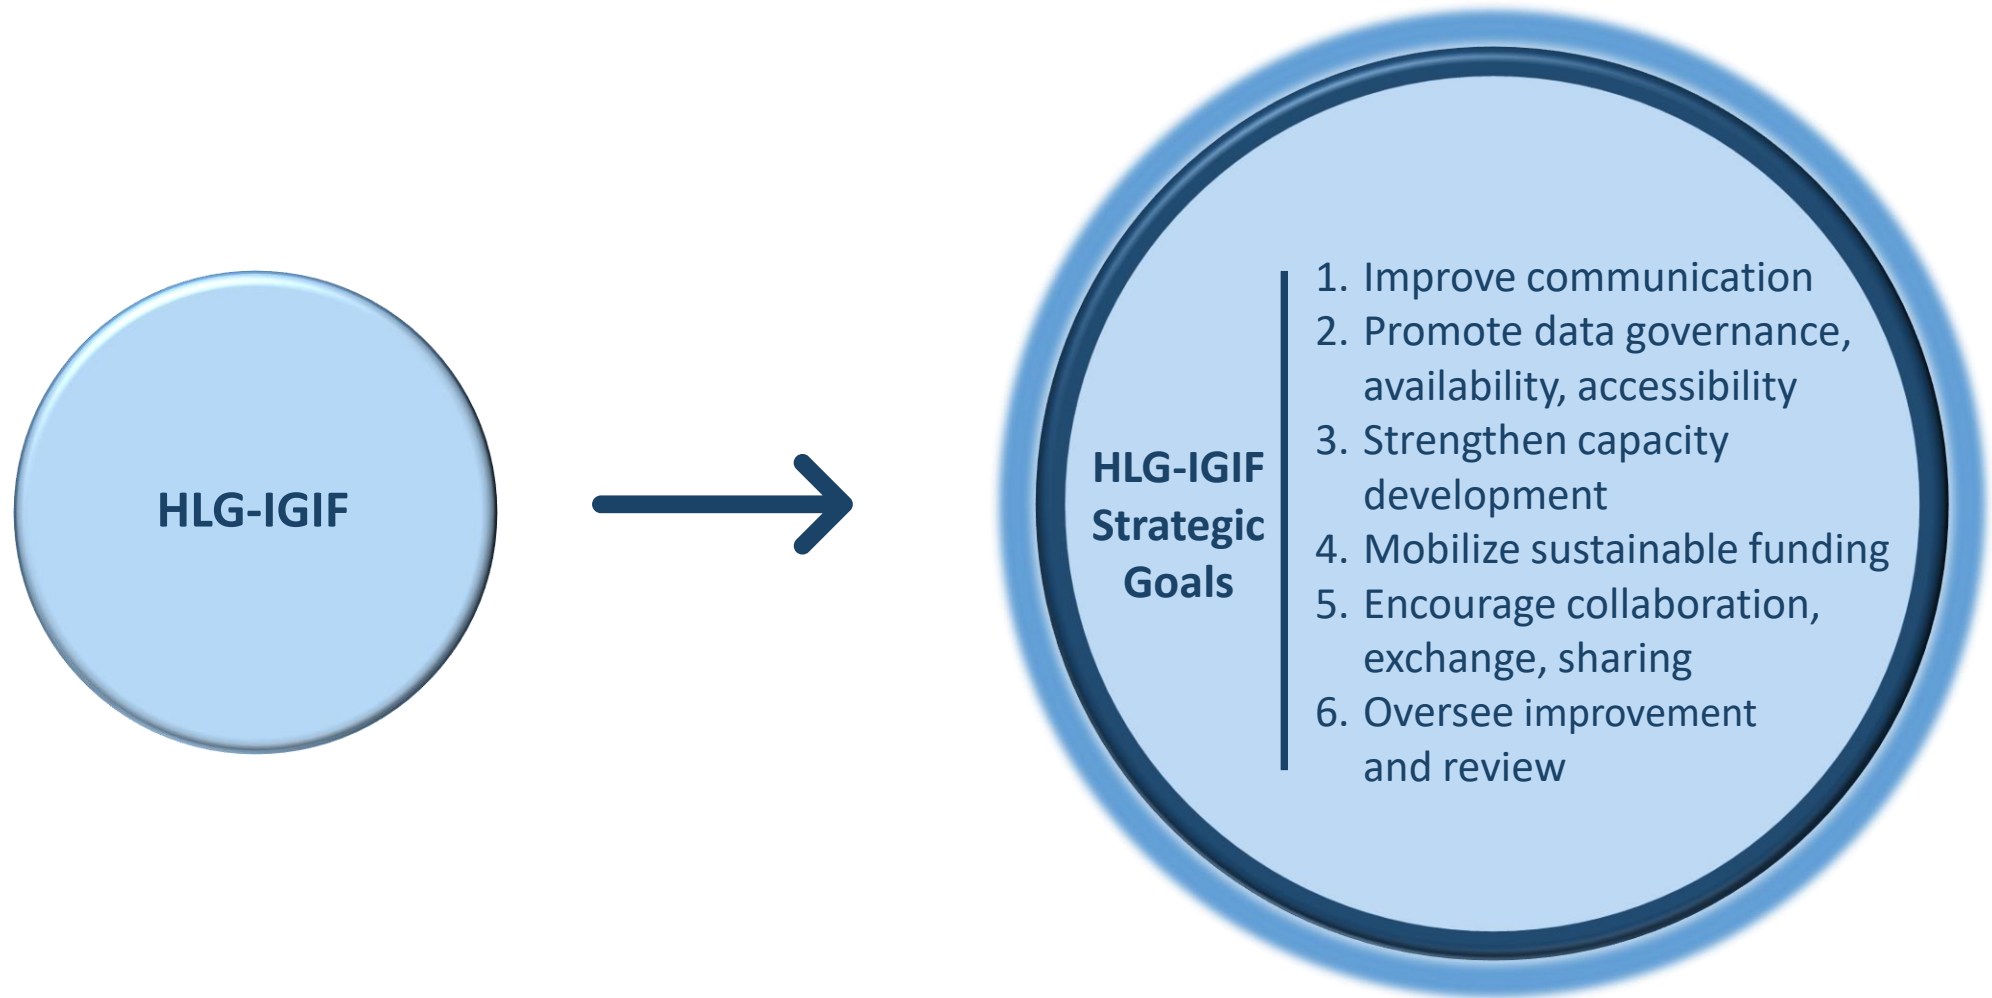 HLG-IGIF
HLG-IGIF
Strategic
Goals
1. Improve communication
2. Promote data governance,
availability, accessibility
3. Strengthen capacity
development
4. Mobilize sustainable funding
5. Encourage collaboration,
exchange, sharing
6. Oversee improvement
and review